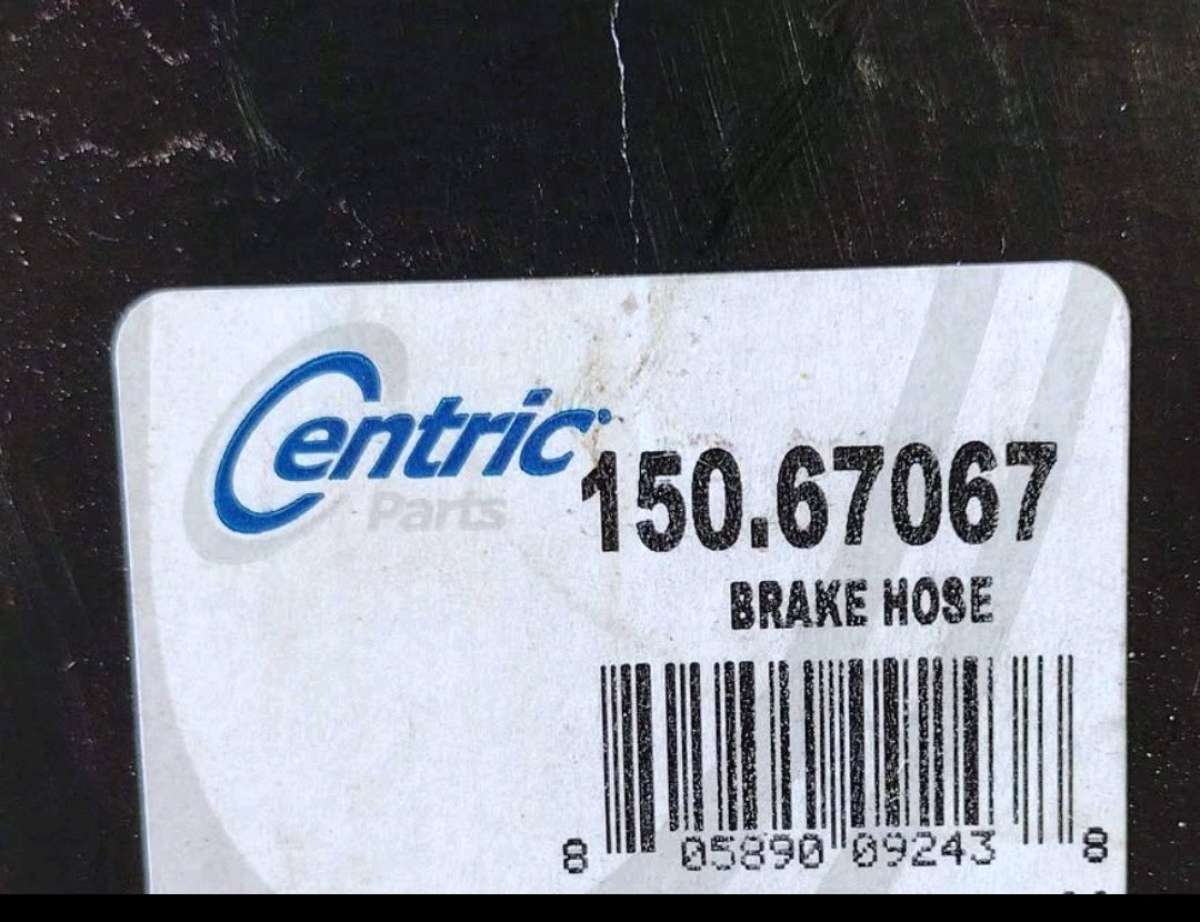 Centric
Parts
150.67067
BRAKE HOSE
8 05890 09243 8